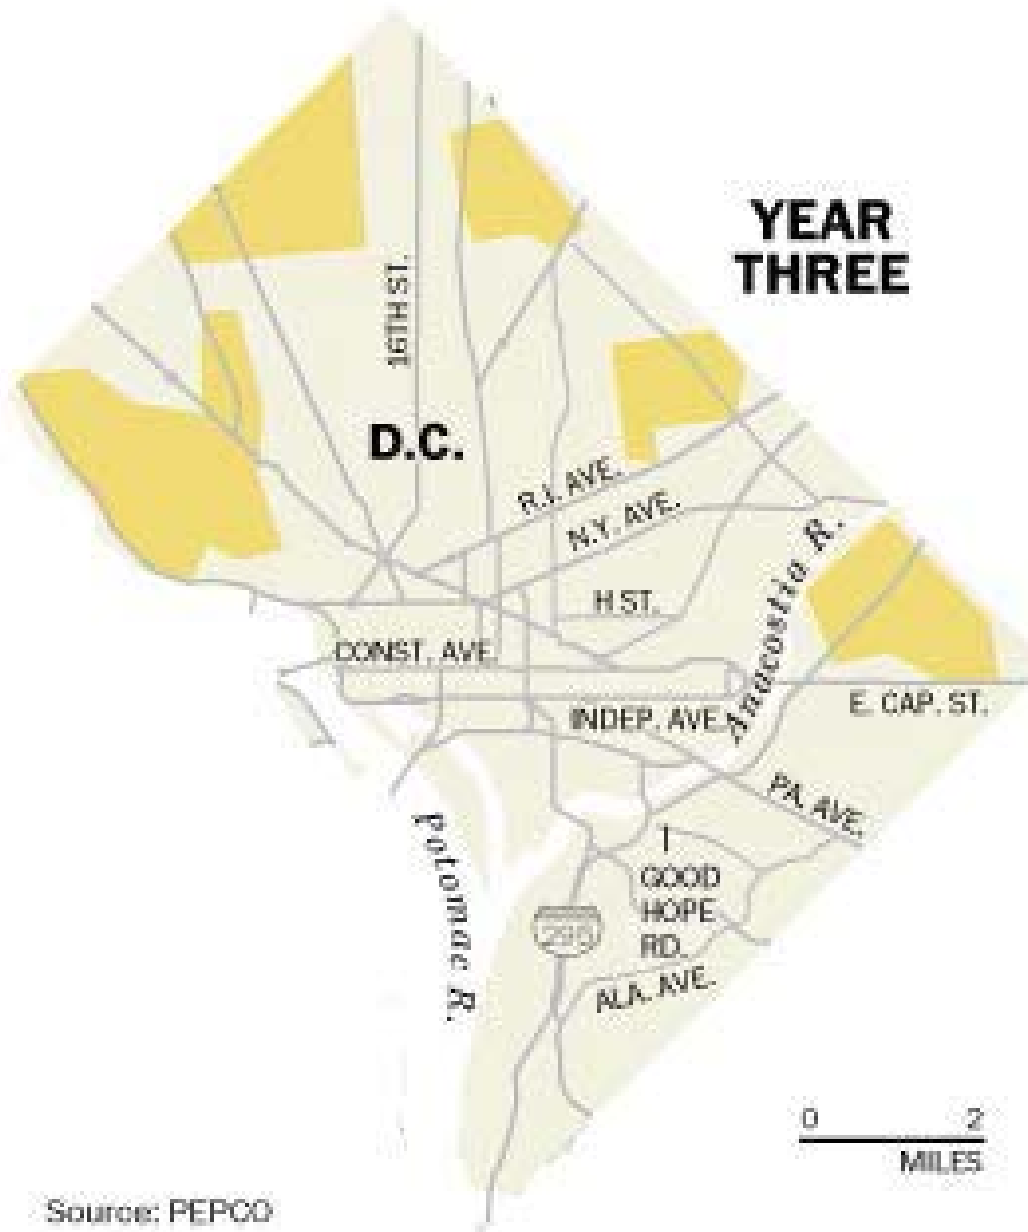 YEAR
THREE
16TH ST.
D.C.
R.I. AVE.
N.Y. AVE.
Anacostia R.
H ST.
CONST. AVE.
INDEP. AVE.
E. CAP. ST.
PA. AVE.
Potomac R.
GOOD
HOPE
RD.
295
ALA. AVE.
0 2
MILES
Source: PEPCO